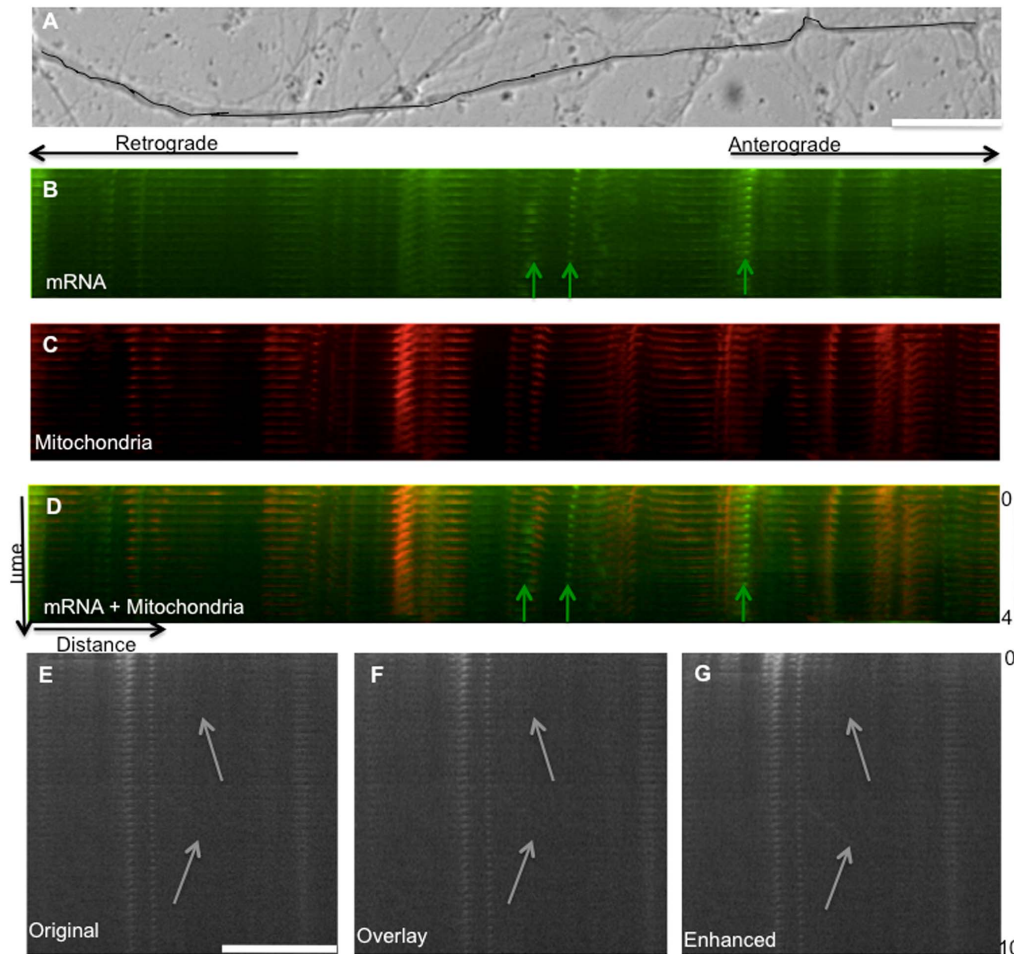 A
Retrograde
Anterograde
B
mRNA
C
Mitochondria
D
0
Time
mRNA + Mitochondria
4
Distance
E
F
G
0
Original
Overlay
Enhanced
10